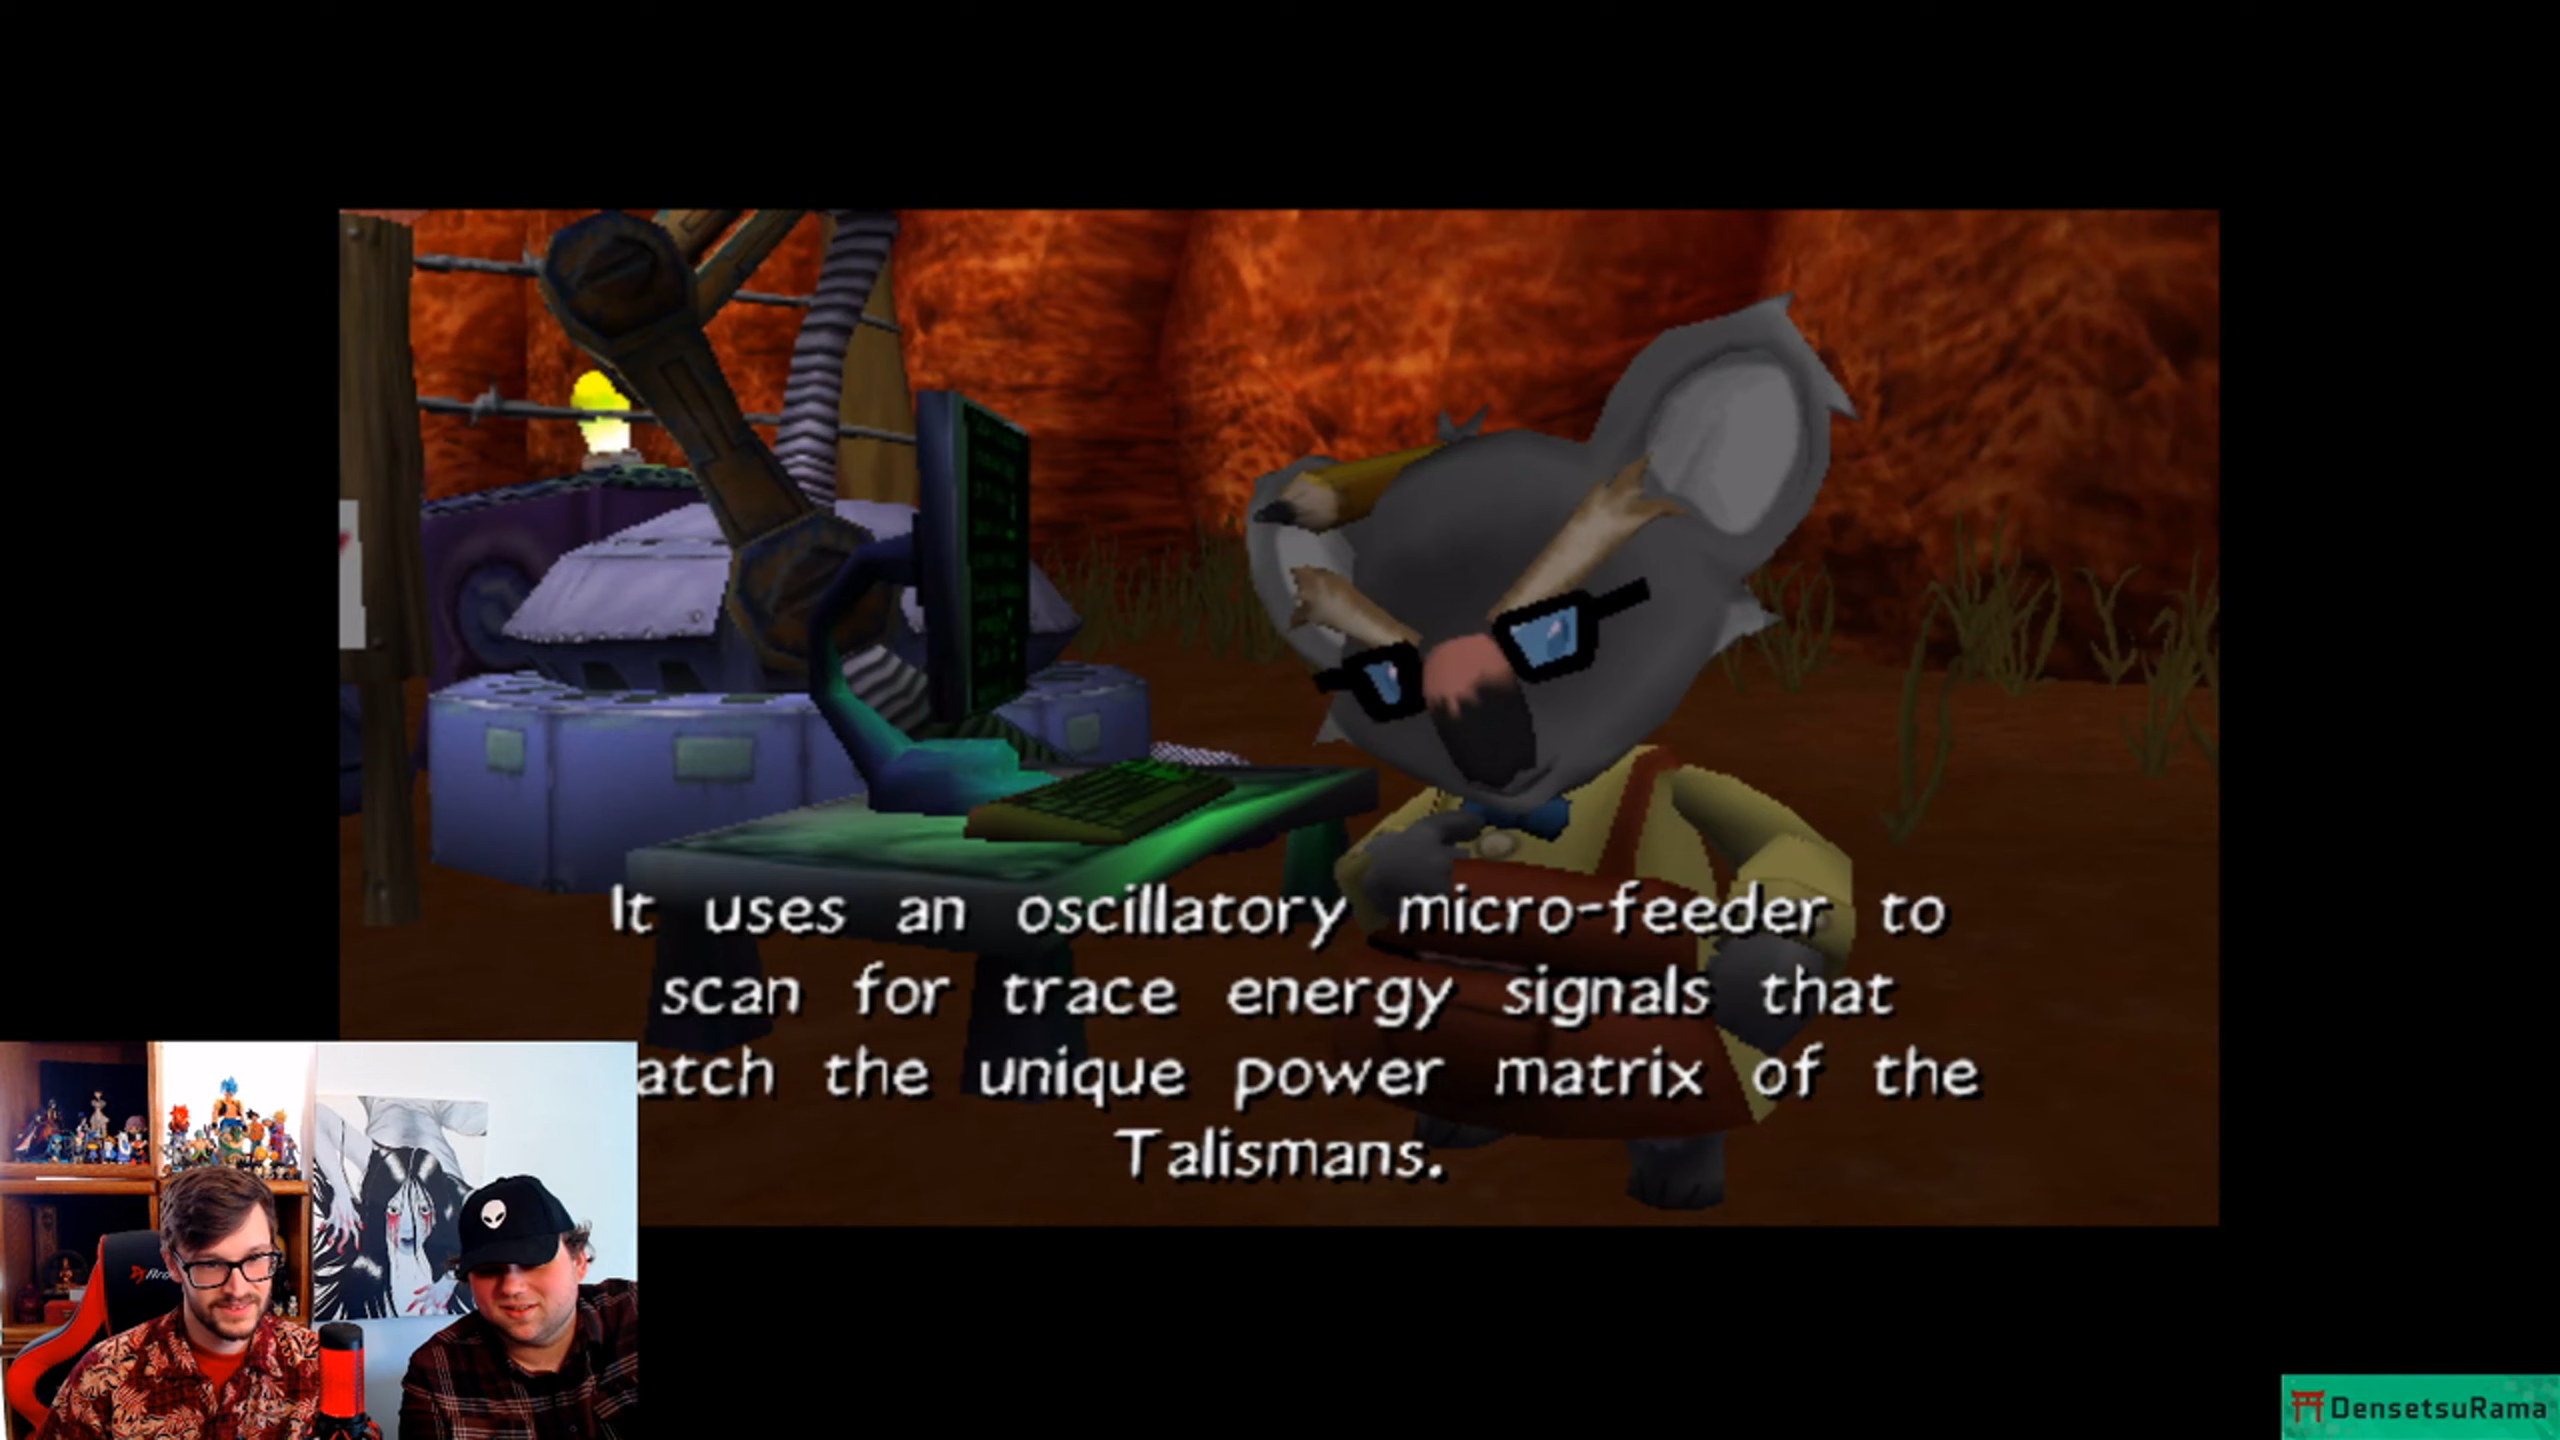 It uses an oscillatory micro-feeder to
scan for trace energy signals that
atch the unique power matrix of the
Talismans.
DensetsuRama